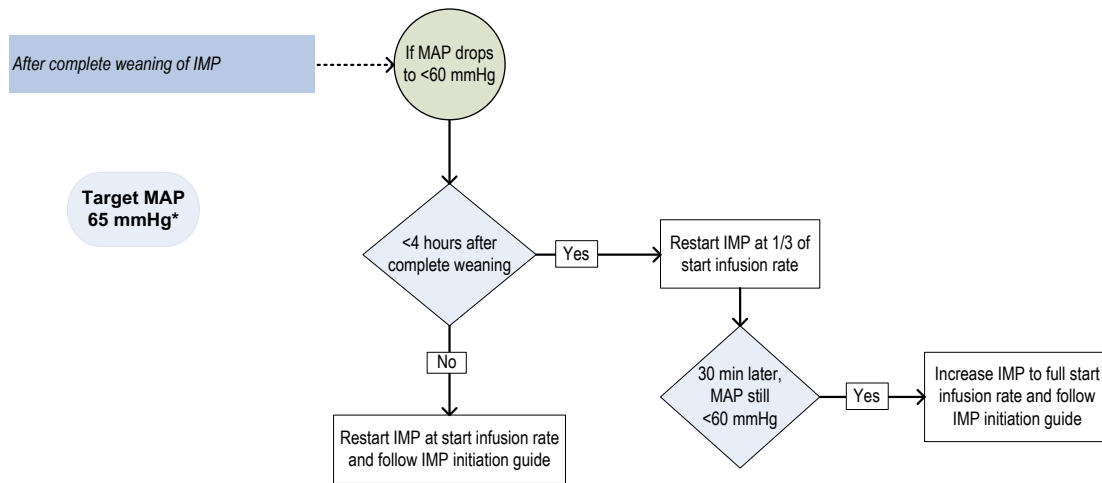 After complete weaning of IMP
If MAP drops
to <60 mmHg
Target MAP
65 mmHg*
<4 hours after
complete weaning
Yes
Restart IMP at 1/3 of
start infusion rate
No
30 min later,
MAP still
<60 mmHg
Yes
Increase IMP to full start
infusion rate and follow
IMP initiation guide
Restart IMP at start infusion rate
and follow IMP initiation guide